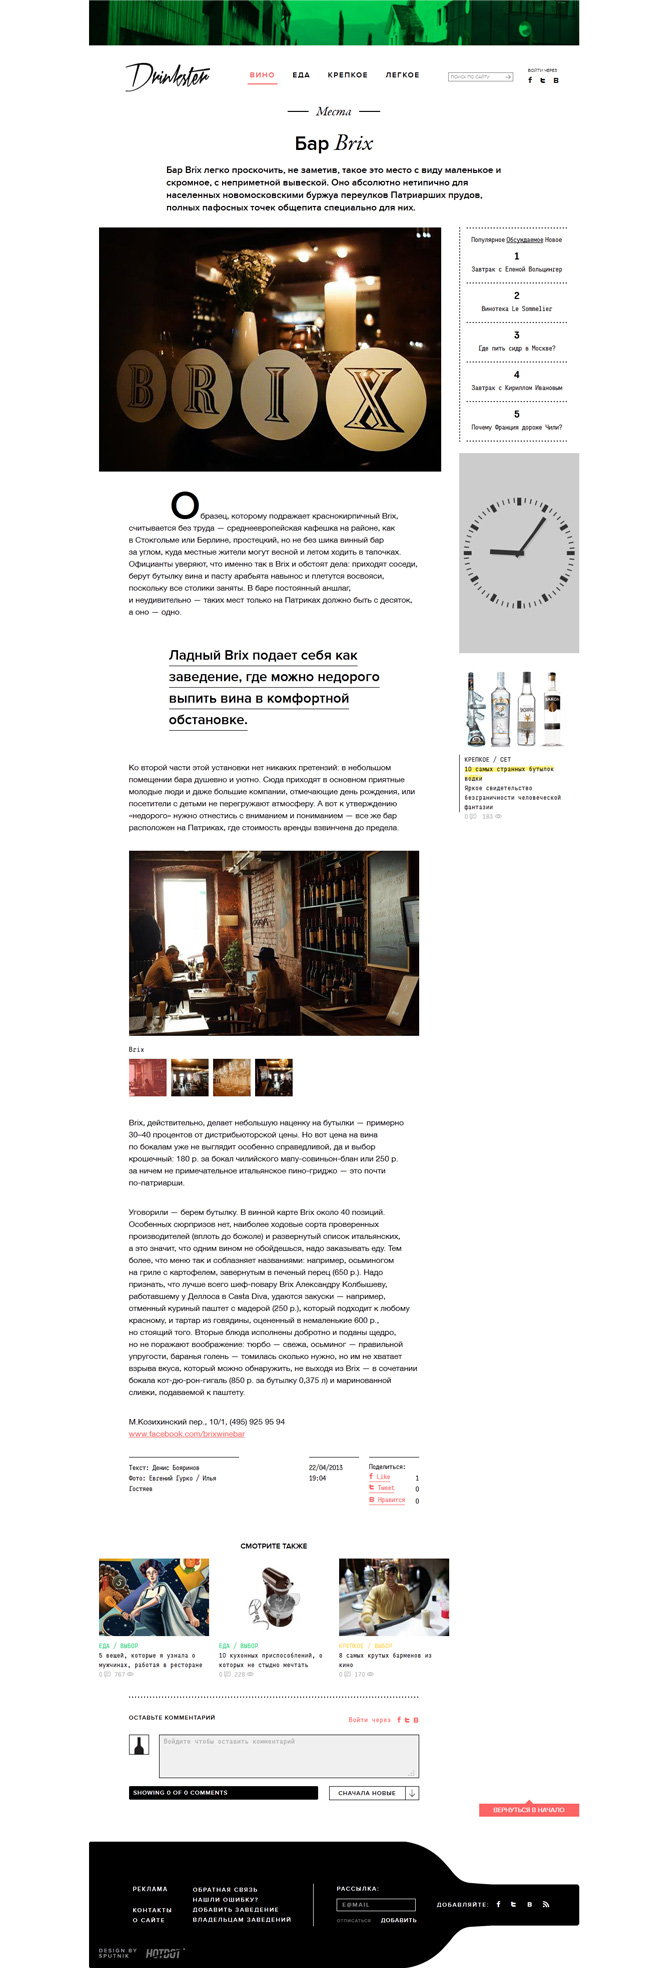 Drinkster
ВИНО ЕДА КРЕПКОЕ ЛЕГКОЕ
ПОИСК ПО САЙТУ
ВОЙТИ ЧЕРЕЗ
Места
Бар Brix
Бар Brix легко проскочить, не заметив, такое это место с виду маленькое и
скромное, с неприметной вывеской. Оно абсолютно нетипично для
населенных новомосковскими буржуа переулков Патриарших прудов,
полных пафосных точек общепита специально для них.
BRIX
Популярное Обсуждаемое Новое
1
Завтрак с Еленой Вольцингер
2
Винотека Le Sommelier
3
Где пить сидр в Москве?
4
Завтрак с Кириллом Ивановым
5
Почему Франция дороже Чили?
Образец, которому подражает краснокирпичный Brix,
считывается без труда — среднеевропейская кафешка на районе, как
в Стокгольме или Берлине, простецкий, но не без шика винный бар
за углом, куда местные жители могут весной и летом ходить в тапочках.
Официанты уверяют, что именно так в Brix и обстоят дела: приходят соседи,
берут бутылку вина и пасту арабьята навынос и плетутся восвояси,
поскольку все столики заняты. В баре постоянный аншлаг,
и неудивительно — таких мест только на Патриках должно быть с десяток,
а оно — одно.
Ладный Brix подает себя как
заведение, где можно недорого
выпить вина в комфортной
обстановке.
КРЕПКОЕ / СЕТ
10 самых странных бутылок
водки
Яркое свидетельство
безграничности человеческой
фантазии
0 183
Ко второй части этой установки нет никаких претензий: в небольшом
помещении бара душевно и уютно. Сюда приходят в основном приятные
молодые люди и даже большие компании, отмечающие день рождения, или
посетители с детьми не перегружают атмосферу. А вот к утверждению
«недорого» нужно отнестись с вниманием и пониманием — все же бар
расположен на Патриках, где стоимость аренды взвинчена до предела.
Brix
Brix, действительно, делает небольшую наценку на бутылки — примерно
30–40 процентов от дистрибьюторской цены. Но вот цена на вина
по бокалам уже не выглядит особенно справедливой, да и выбор
крошечный: 180 р. за бокал чилийского мапу-совиньон-блан или 250 р.
за ничем не примечательное итальянское пино-гриджо — это почти
по-патриарши.
Уговорили — берем бутылку. В винной карте Brix около 40 позиций.
Особенных сюрпризов нет, наиболее ходовые сорта проверенных
производителей (вплоть до божоле) и развернутый список итальянских,
а это значит, что одним вином не обойдешься, надо заказывать еду. Тем
более, что меню так и соблазняет названиями: например, осьминогом
на гриле с картофелем, завернутым в печеный перец (650 р.). Надо
признать, что лучше всего шеф-повару Brix Александру Колбышеву,
работавшему у Деллоса в Casta Diva, удаются закуски — например,
отменный куриный паштет с мадерой (250 р.), который подходит к любому
красному, и тартар из говядины, оцененный в немаленькие 600 р.,
но стоящий того. Вторые блюда исполнены добротно и поданы щедро,
но не поражают воображение: тюрбо — свежа, осьминог — правильной
упругости, баранья голень — томилась сколько нужно, но им не хватает
взрыва вкуса, который можно обнаружить, не выходя из Brix — в сочетании
бокала кот-дю-рон-гигаль (850 р. за бутылку 0,375 л) и маринованной
сливки, подаваемой к паштету.
М.Козихинский пер., 10/1, (495) 925 95 94
www.facebook.com/brixwinebar
Текст: Денис Бояринов
Фото: Евгений Гурко / Илья
Гостяев
22/04/2013
19:04
Поделиться:
Like 1
Tweet 0
Нравится 0
СМОТРИТЕ ТАКЖЕ
ЕДА / ВЫБОР
5 вещей, которые я узнала о
мужчинах, работая в ресторане
0 767
ЕДА / ВЫБОР
10 кухонных приспособлений, о
которых не стыдно мечтать
0 228
КРЕПКОЕ / ВЫБОР
8 самых крутых барменов из
кино
0 170
ОСТАВЬТЕ КОММЕНТАРИЙ
Войти через
Войдите чтобы оставить комментарий
SHOWING 0 OF 0 COMMENTS
СНАЧАЛА НОВЫЕ
ВЕРНУТЬСЯ В НАЧАЛО
РЕКЛАМА
КОНТАКТЫ
О САЙТЕ
ОБРАТНАЯ СВЯЗЬ
НАШЛИ ОШИБКУ?
ДОБАВИТЬ ЗАВЕДЕНИЕ
ВЛАДЕЛЬЦАМ ЗАВЕДЕНИЙ
РАССЫЛКА:
E@MAIL
ОТПИСАТЬСЯ ДОБАВИТЬ
ДОБАВЛЯЙТЕ:
DESIGN BY
SPUTNIK
HOTDOT